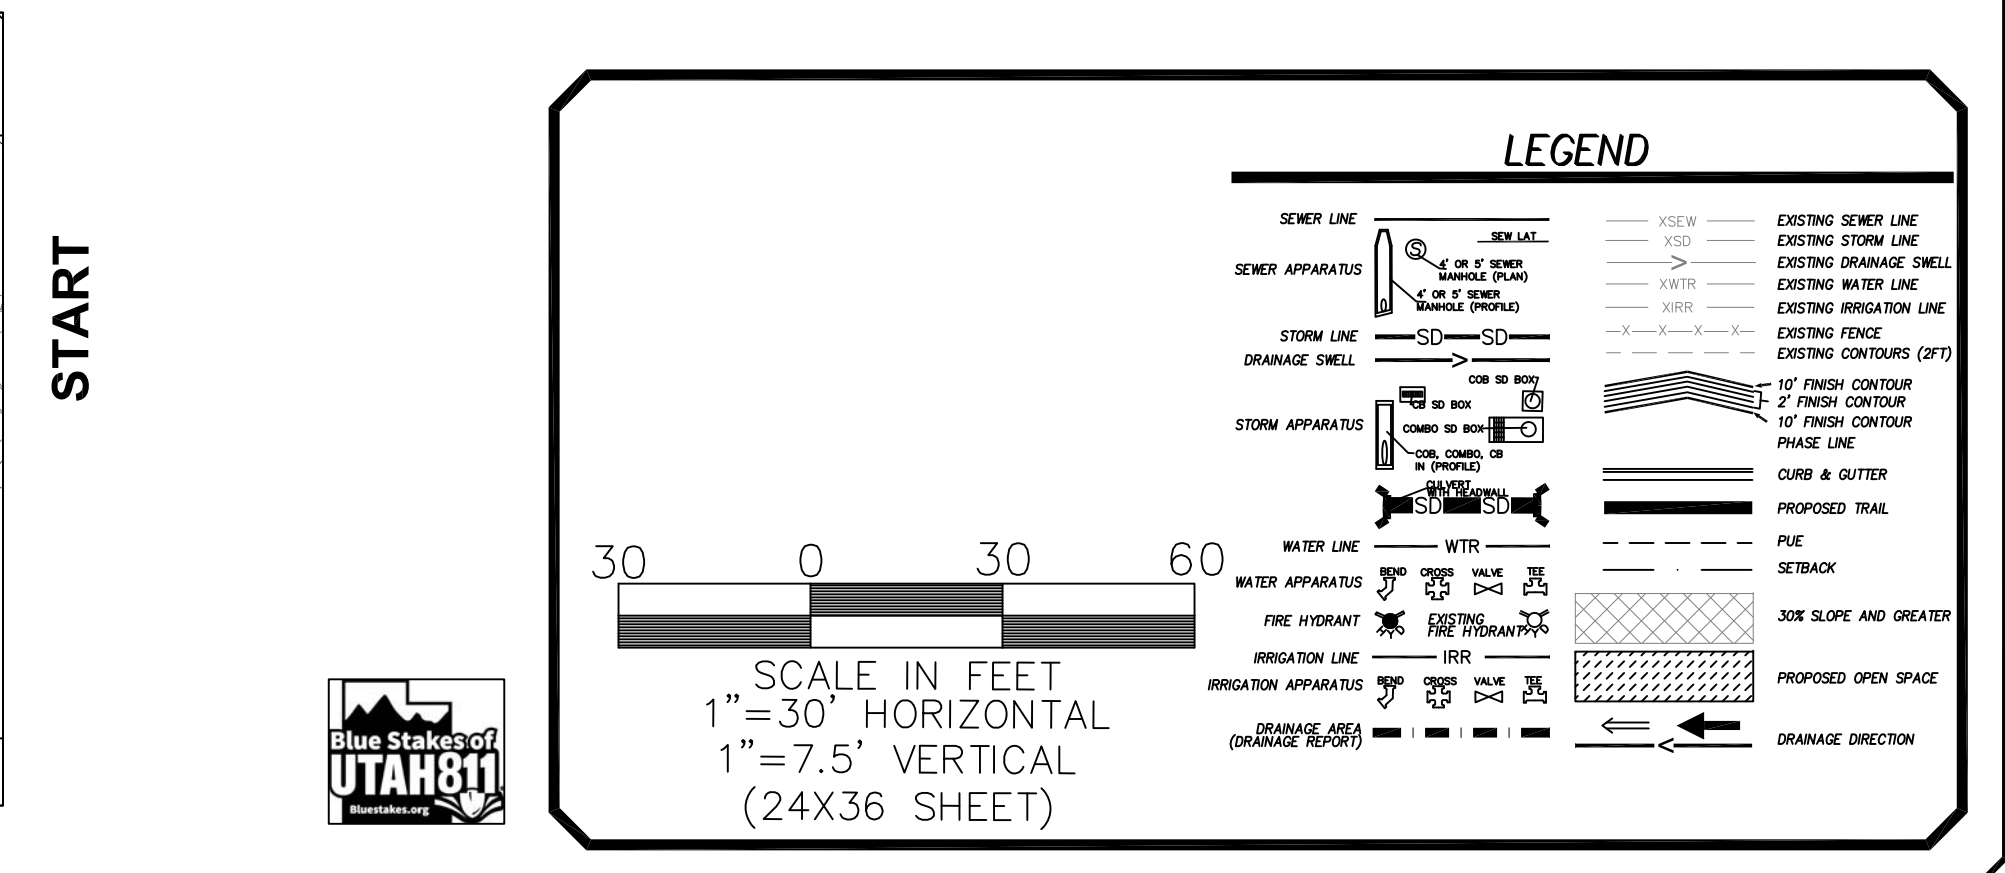 START
Blue Stakes of
UTAH811
Bluestakes.org
30 0 30 60
SCALE IN FEET
1"=30' HORIZONTAL
1"=7.5' VERTICAL
(24X36 SHEET)
LEGEND
SEWER LINE
SEW LAT
SEWER APPARATUS
S
4' OR 5' SEWER
MANHOLE (PLAN)
4' OR 5' SEWER
MANHOLE (PROFILE)
STORM LINE
SD SD
DRAINAGE SWELL
>
STORM APPARATUS
COB SD BOX
CB SD BOX
COMBO SD BOX
COB, COMBO, CB
IN (PROFILE)
CULVERT
WITH HEADWALL
SD SD
WATER LINE
WTR
WATER APPARATUS
BEND CROSS VALVE TEE
FIRE HYDRANT
EXISTING
FIRE HYDRANT
IRRIGATION LINE
IRR
IRRIGATION APPARATUS
BEND CROSS VALVE TEE
DRAINAGE AREA
(DRAINAGE REPORT)
XSEW EXISTING SEWER LINE
XSD EXISTING STORM LINE
> EXISTING DRAINAGE SWELL
XWTR EXISTING WATER LINE
XIRR EXISTING IRRIGATION LINE
X X X X EXISTING FENCE
EXISTING CONTOURS (2FT)
10' FINISH CONTOUR
2' FINISH CONTOUR
10' FINISH CONTOUR
PHASE LINE
CURB & GUTTER
PROPOSED TRAIL
PUE
SETBACK
30% SLOPE AND GREATER
PROPOSED OPEN SPACE
< DRAINAGE DIRECTION